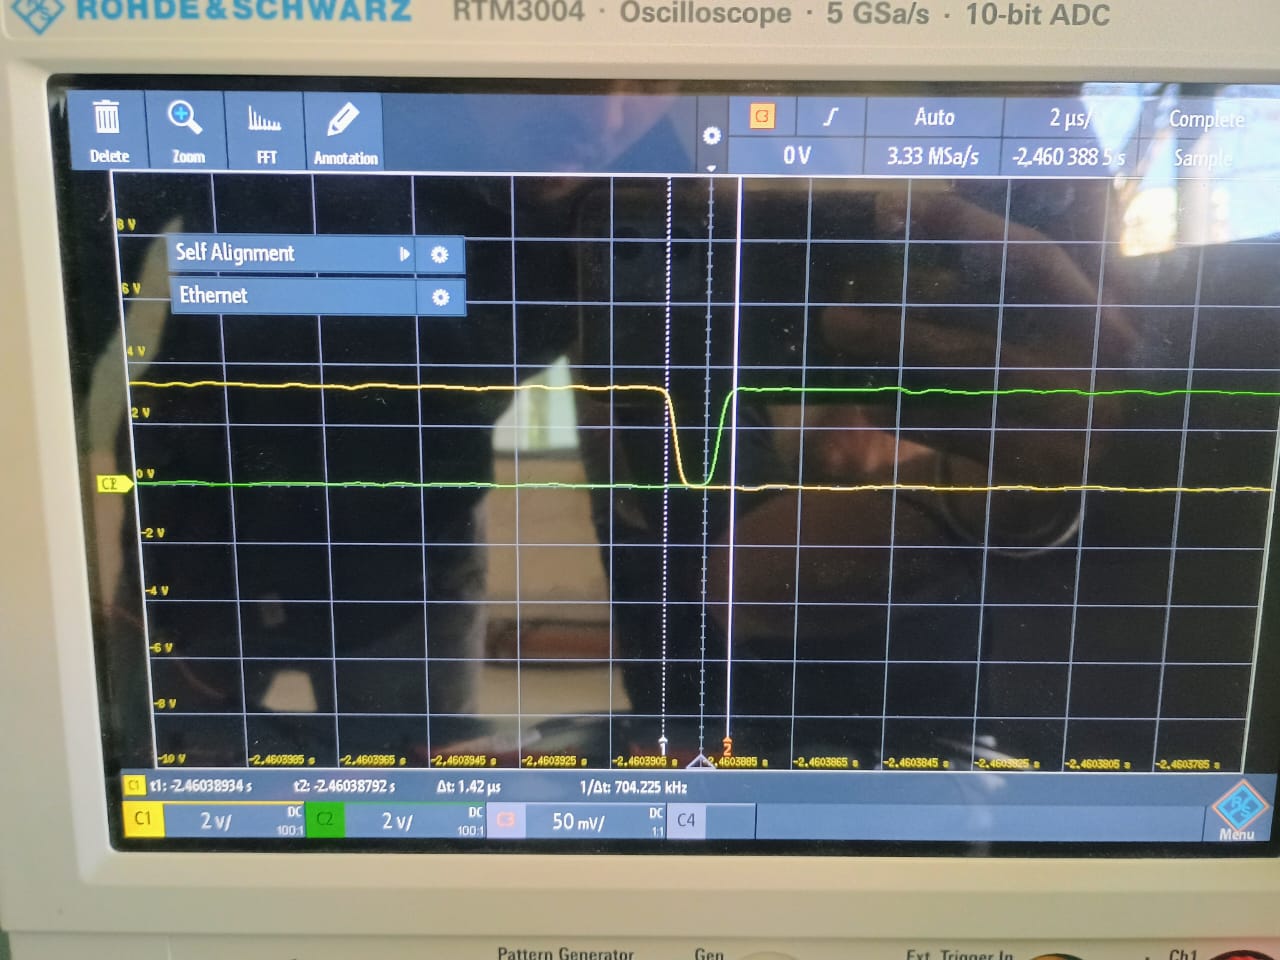 ROHDE & SCHWARZ RTM3004 · Oscilloscope · 5 GSa/s · 10-bit ADC
Delete Zoom FFT Annotation
C3 Auto 2 µs/ Complete
0 V 3.33 MSa/s -2.460 388 5 s Sample
8 V
Self Alignment
6 V
Ethernet
4 V
2 V
0 V
C2
-2 V
-4 V
-6 V
-8 V
1 2
-10 V -2.4603985 s -2.4603965 s -2.4603945 s -2.4603925 s -2.4603905 s -2.4603885 s -2.4603865 s -2.4603845 s -2.4603825 s -2.4603805 s -2.4603785 s
C1 t1: -2.46038934 s t2: -2.46038792 s Δt: 1.42 µs 1/Δt: 704.225 kHz
C1 2 V/ DC 100:1 C2 2 V/ DC 100:1 C3 50 mV/ DC 1:1 C4
Menu
Pattern Generator Gen Ext. Trigger In Ch1